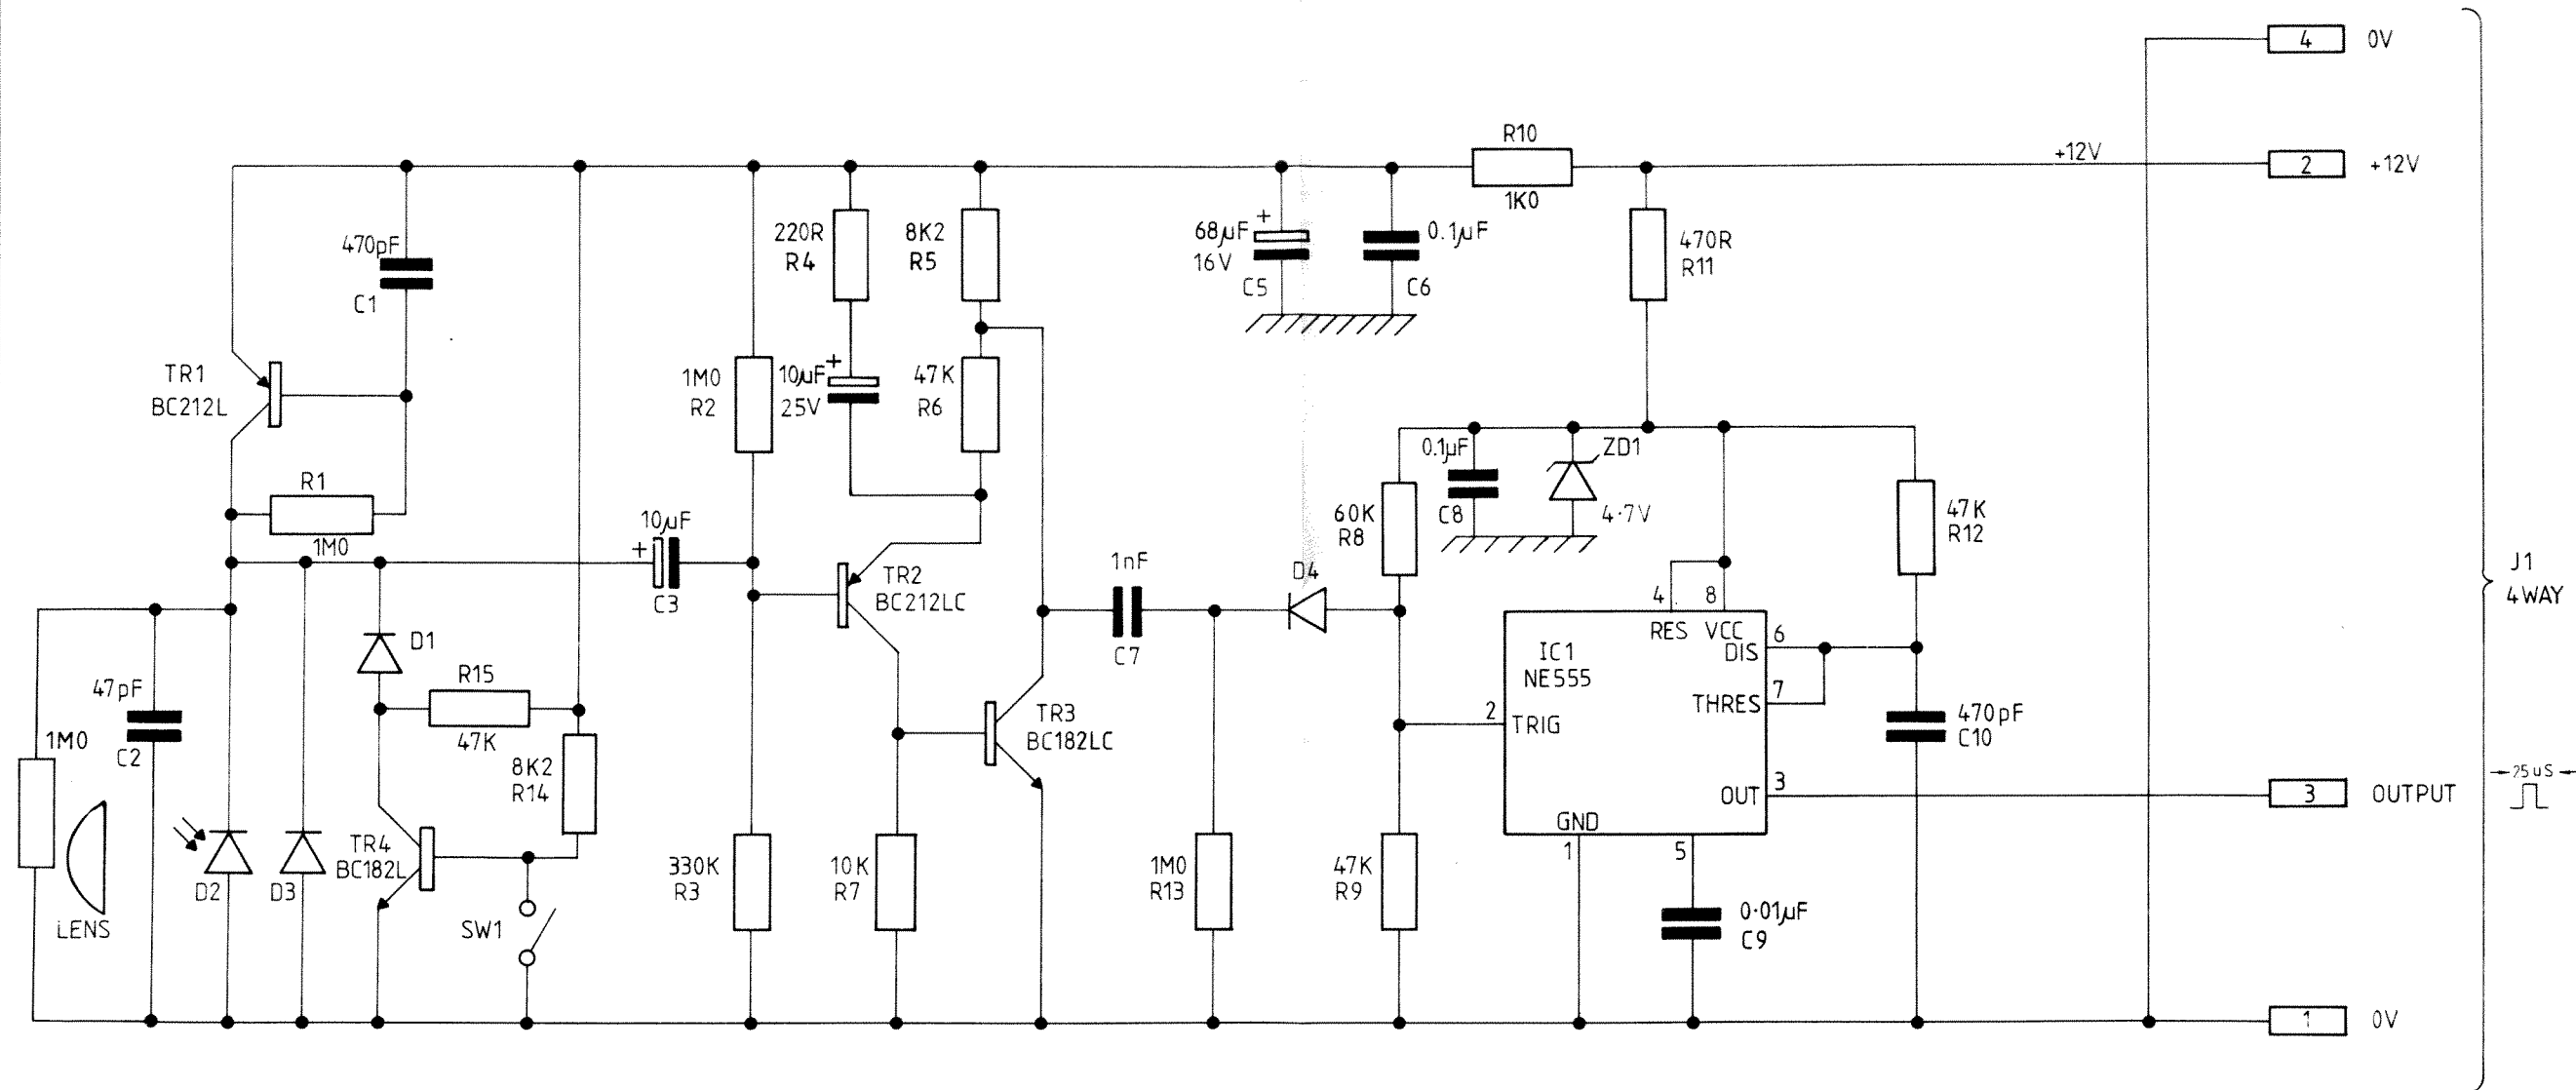 4 0V
R10
+12V
2 +12V
1K0
470pF
C1
220R
R4
8K2
R5
+
68µF
16V
C5
0.1µF
C6
470R
R11
TR1
BC212L
1M0
R2
+
10µF
25V
47K
R6
R1
1M0
0.1µF
C8
ZD1
4·7V
60K
R8
47K
R12
10µF
+
C3
TR2
BC212LC
1nF
C7
D4
J1
4WAY
4 8
RES VCC
6
DIS
IC1
NE555
7
THRES
2 TRIG
470pF
C10
D1
R15
47K
47pF
C2
1M0
8K2
R14
TR3
BC182LC
25uS
3
OUT
3 OUTPUT
GND
1
5
TR4
BC182L
D2
D3
LENS
SW1
330K
R3
10K
R7
1M0
R13
47K
R9
0·01µF
C9
1 0V